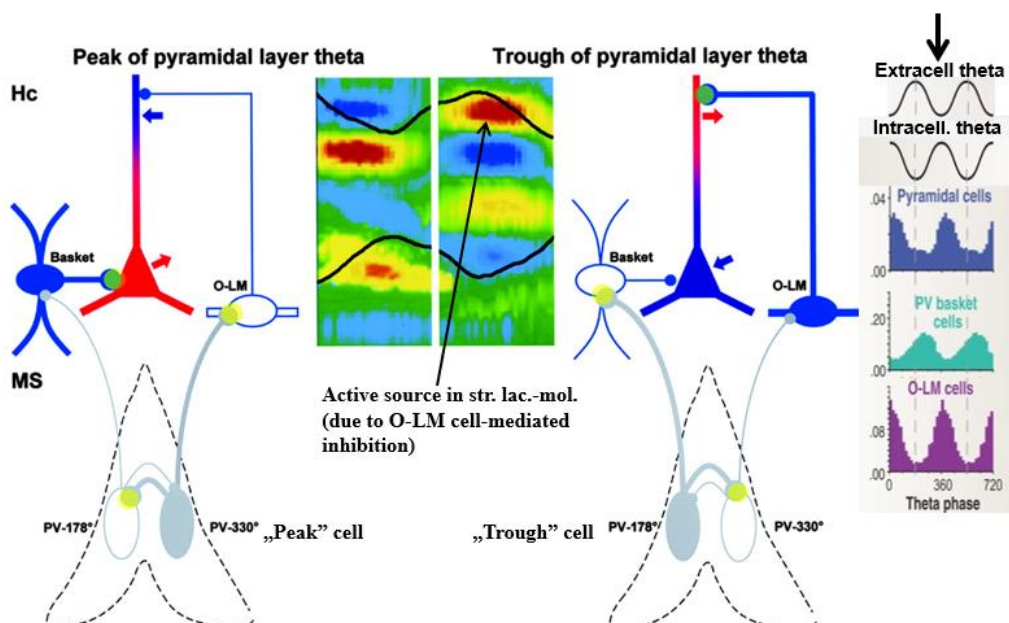 Peak of pyramidal layer theta
Trough of pyramidal layer theta
Extracell theta
Hc
Intracell. theta
Pyramidal cells
.04
.00
Basket
O-LM
Basket
O-LM
PV basket
cells
.20
.00
MS
Active source in str. lac.-mol.
(due to O-LM cell-mediated
inhibition)
O-LM cells
.08
.00
0
360
720
Theta phase
PV-178°
PV-330°
„Peak” cell
„Trough” cell
PV-178°
PV-330°